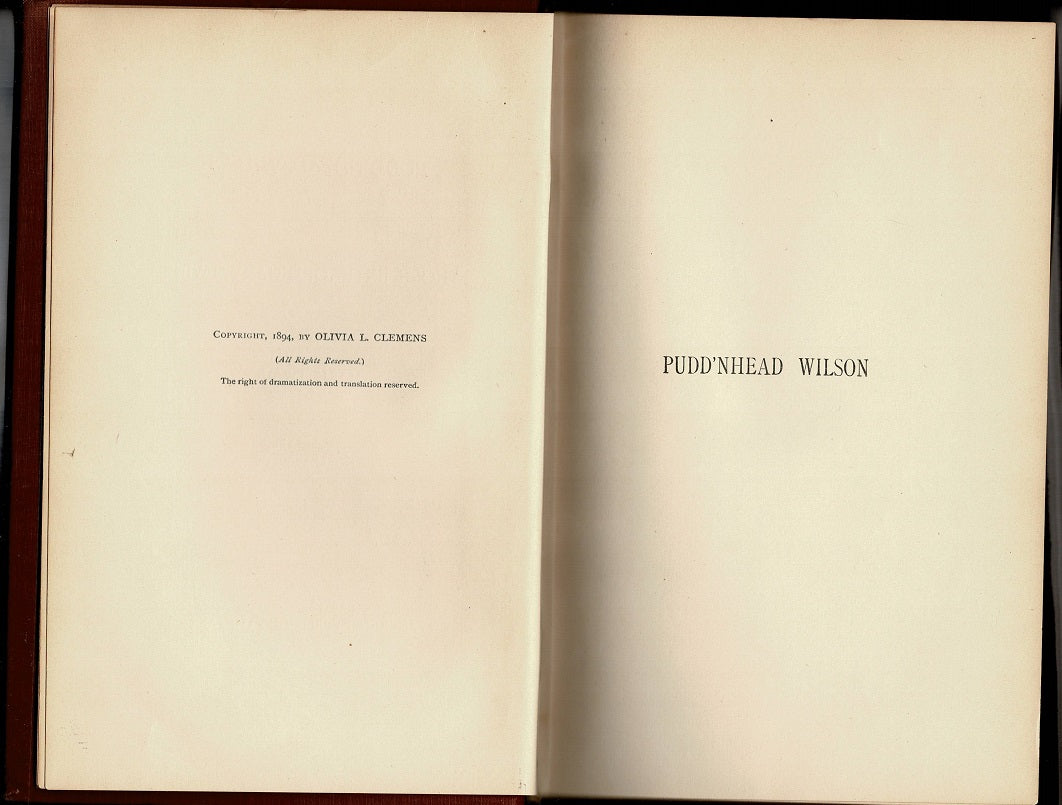 COPYRIGHT, 1894, BY OLIVIA L. CLEMENS
(All Rights Reserved.)
The right of dramatization and translation reserved.
PUDD'NHEAD WILSON